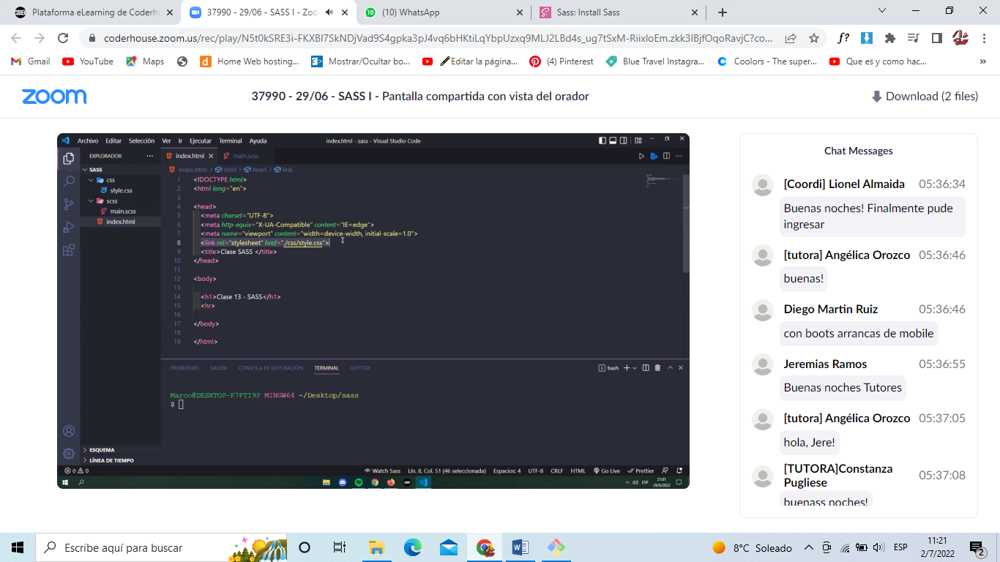 Plataforma eLearning de Coderho
37990 - 29/06 - SASS I - Zoo
(10) WhatsApp
Sass: Install Sass
coderhouse.zoom.us/rec/play/N5t0kSRE3i-FKXBl7SkNDjVad9S4gpka3pJ4vq6bHKtiLqYbpUzxq9MLJ2LBd4s_ug7tSxM-RiixIoEm.zkk3IBjfOqoRavjC?co...
f?
Gmail
YouTube
Maps
Home Web hosting...
Mostrar/Ocultar bo...
Editar la página...
(4) Pinterest
Blue Travel Instagra...
Coolors - The super...
Que es y como hac...
»
zoom
37990 - 29/06 - SASS I - Pantalla compartida con vista del orador
Download (2 files)
Archivo Editar Selección Ver Ir Ejecutar Terminal Ayuda
index.html - sass - Visual Studio Code
EXPLORADOR ...
index.html
main.scss
SASS
css
style.css
scss
main.scss
index.html
index.html > html > head > link
1 <!DOCTYPE html>
2 <html lang="en">
3
4 <head>
5 <meta charset="UTF-8">
6 <meta http-equiv="X-UA-Compatible" content="IE=edge">
7 <meta name="viewport" content="width=device-width, initial-scale=1.0">
8 <link rel="stylesheet" href="./css/style.css">
9 <title>Clase SASS </title>
10 </head>
11
12 <body>
13
14 <h1>Clase 13 - SASS</h1>
15 <hr>
16
17 </body>
18
19 </html>
PROBLEMAS SALIDA CONSOLA DE DEPURACIÓN TERMINAL JUPYTER
bash
Marco@DESKTOP-F7FTI9P MINGW64 ~/Desktop/sass
$
ESQUEMA
LÍNEA DE TIEMPO
0 0
Watch Sass Lín. 8, Col. 51 (46 seleccionada) Espacios: 4 UTF-8 CRLF HTML Go Live Prettier
ESP
21:01
29/6/2022
Chat Messages
[Coordi] Lionel Almaida 05:36:34
Buenas noches! Finalmente pude
ingresar
[tutora] Angélica Orozco 05:36:46
buenas!
Diego Martin Ruiz 05:36:46
con boots arrancas de mobile
Jeremias Ramos 05:36:55
Buenas noches Tutores
[tutora] Angélica Orozco 05:37:05
hola, Jere!
[TUTORA]Constanza
Pugliese 05:37:08
buenass noches!
Escribe aquí para buscar
8°C Soleado
ESP
11:21
2/7/2022
2